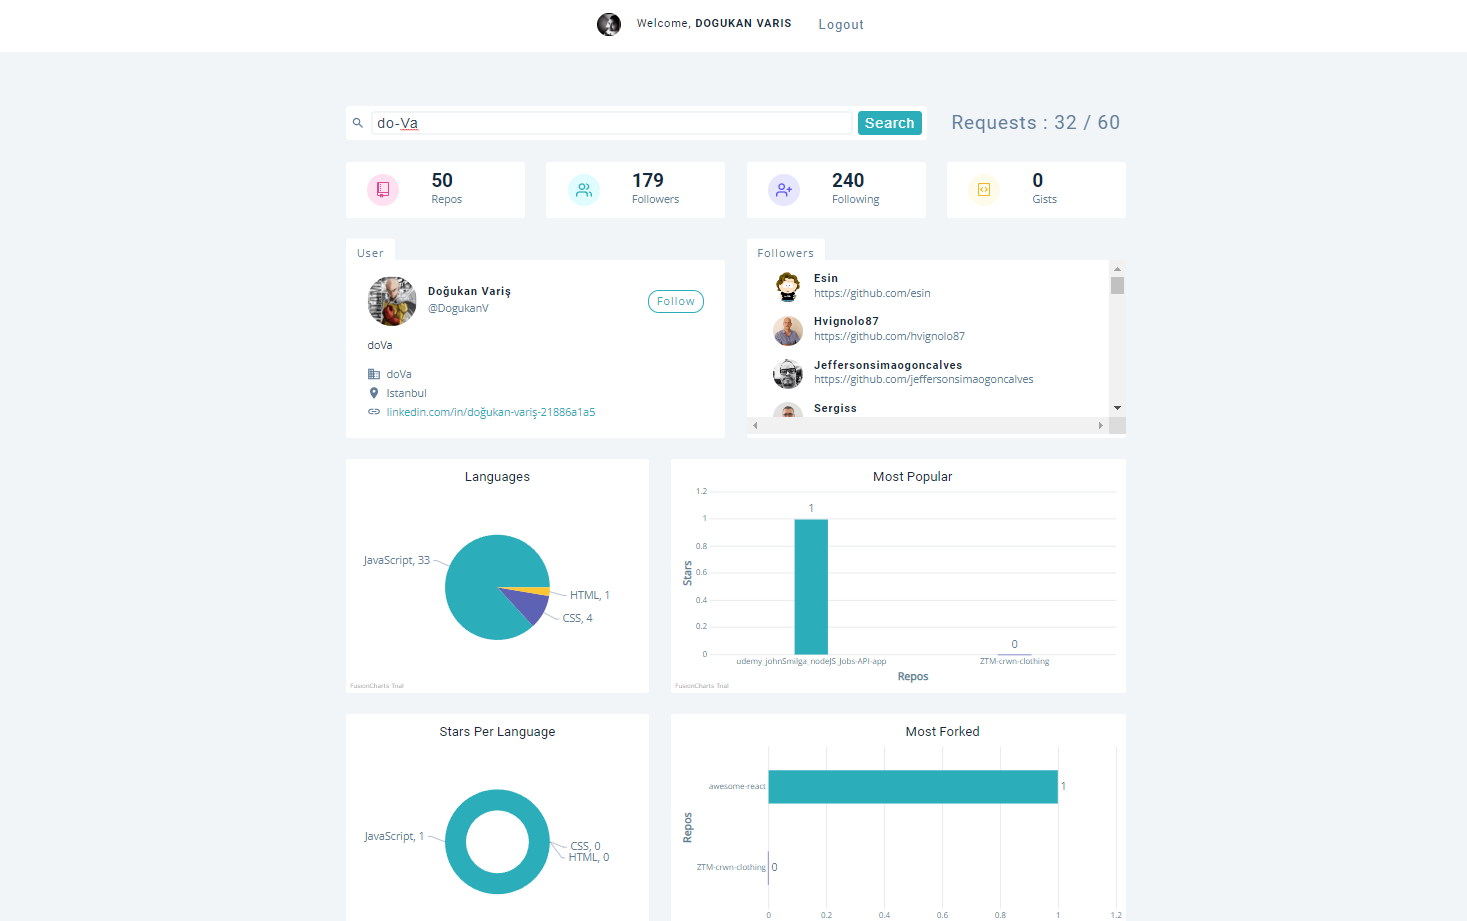 Welcome, DOGUKAN VARIS
Logout
do-Va
Search
Requests : 32 / 60
50
Repos
179
Followers
240
Following
0
Gists
User
Doğukan Variş
@DogukanV
Follow
doVa
doVa
Istanbul
linkedin.com/in/doğukan-variş-21886a1a5
Followers
Esin
https://github.com/esin
Hvignolo87
https://github.com/hvignolo87
Jeffersonsimaogoncalves
https://github.com/jeffersonsimaogoncalves
Sergiss
Languages
JavaScript, 33
HTML, 1
CSS, 4
FusionCharts Trial
Most Popular
1.2
1
0.8
0.6
0.4
0.2
0
Stars
1
0
udemy_johnSmilga_nodeJS_Jobs-API-app
ZTM-crwn-clothing
Repos
FusionCharts Trial
Stars Per Language
JavaScript, 1
CSS, 0
HTML, 0
Most Forked
Repos
awesome-react
1
ZTM-crwn-clothing
0
0
0.2
0.4
0.6
0.8
1
1.2